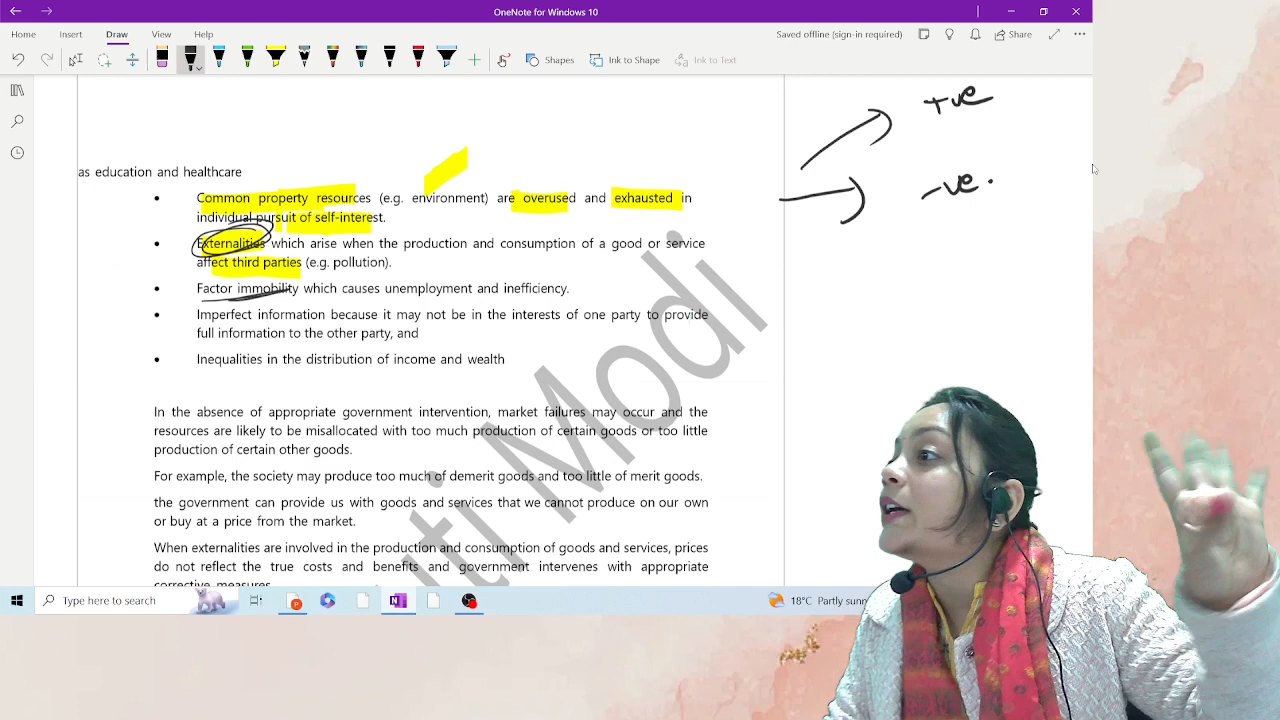 OneNote for Windows 10
Home Insert Draw View Help
Saved offline (sign-in required) Share
Shapes Ink to Shape Ink to Text
+ve
as education and healthcare
-ve.
Common property resources (e.g. environment) are overused and exhausted in
individual pursuit of self-interest.
Externalities which arise when the production and consumption of a good or service
affect third parties (e.g. pollution).
Factor immobility which causes unemployment and inefficiency.
Imperfect information because it may not be in the interests of one party to provide
full information to the other party, and
Inequalities in the distribution of income and wealth
In the absence of appropriate government intervention, market failures may occur and the
resources are likely to be misallocated with too much production of certain goods or too little
production of certain other goods.
For example, the society may produce too much of demerit goods and too little of merit goods.
the government can provide us with goods and services that we cannot produce on our own
or buy at a price from the market.
When externalities are involved in the production and consumption of goods and services, prices
do not reflect the true costs and benefits and government intervenes with appropriate
corrective measures
Modi
Type here to search
18°C Partly sunn